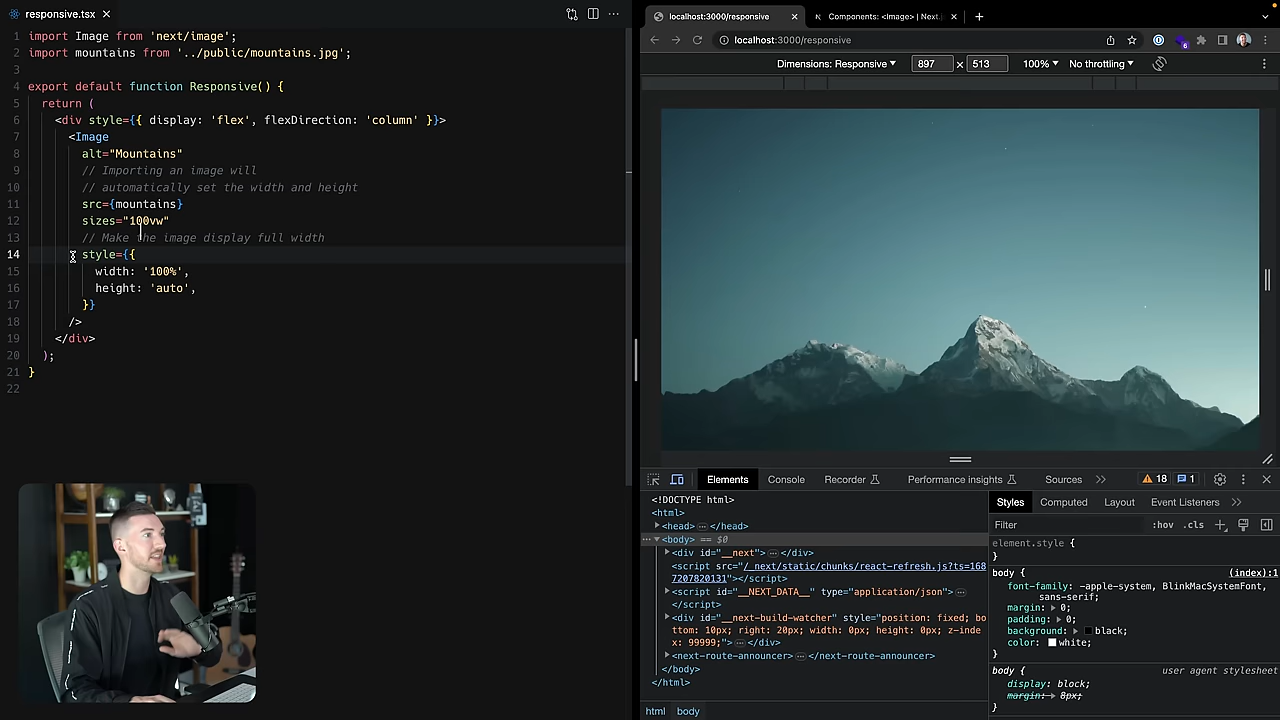 responsive.tsx
1 import Image from 'next/image';
2 import mountains from '../public/mountains.jpg';
3
4 export default function Responsive() {
5 return (
6 <div style={{ display: 'flex', flexDirection: 'column' }}>
7 <Image
8 alt="Mountains"
9 // Importing an image will
10 // automatically set the width and height
11 src={mountains}
12 sizes="100vw"
13 // Make the image display full width
14 style={{
15 width: '100%',
16 height: 'auto',
17 }}
18 />
19 </div>
20 );
21 }
22
localhost:3000/responsive
Components: <Image> | Next.j
localhost:3000/responsive
6
Dimensions: Responsive 897 × 513 100% No throttling
Elements Console Recorder Performance insights Sources 18 1
<!DOCTYPE html>
<html>
<head> … </head>
<body> == $0
<div id="__next"> … </div>
<script src="/_next/static/chunks/react-refresh.js?ts=168
7207820131"></script>
<script id="__NEXT_DATA__" type="application/json"> …
</script>
<div id="__next-build-watcher" style="position: fixed; bo
ttom: 10px; right: 20px; width: 0px; height: 0px; z-inde
x: 99999;"> … </div>
<next-route-announcer> … </next-route-announcer>
</body>
</html>
html body
Styles Computed Layout Event Listeners
Filter :hov .cls
element.style {
}
body { (index):1
font-family: -apple-system, BlinkMacSystemFont,
sans-serif;
margin: 0;
padding: 0;
background: black;
color: white;
}
body { user agent stylesheet
display: block;
margin: 8px;
}